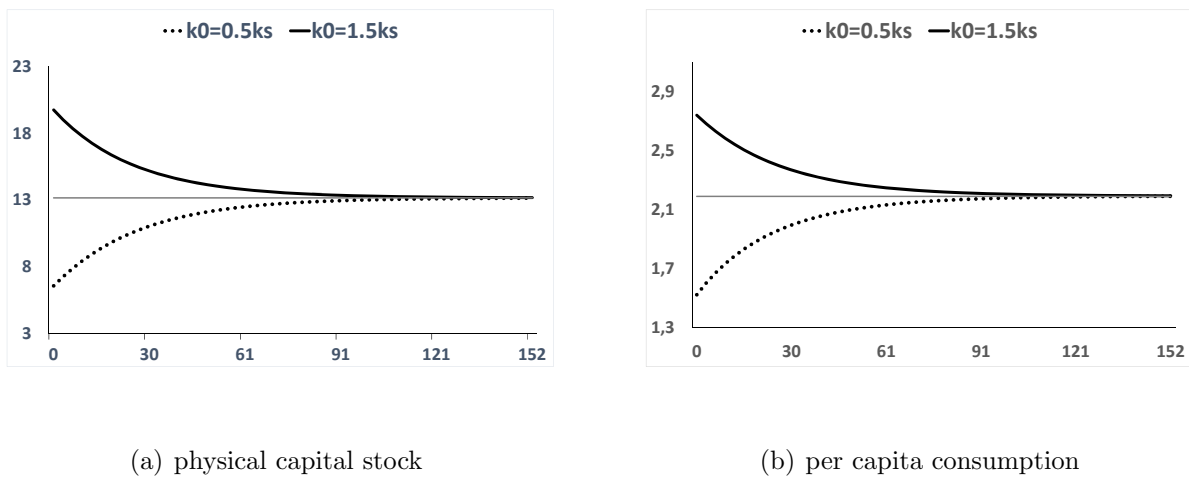 k0=0.5ks k0=1.5ks
23
18
13
8
3
0 30 61 91 121 152
(a) physical capital stock
k0=0.5ks k0=1.5ks
2,9
2,5
2,1
1,7
1,3
0 30 61 91 121 152
(b) per capita consumption